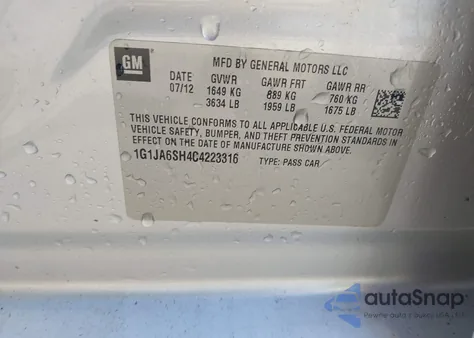 GM
MFD BY GENERAL MOTORS LLC
DATE GVWR GAWR FRT GAWR RR
07/12 1649 KG 889 KG 760 KG
3634 LB 1959 LB 1675 LB
THIS VEHICLE CONFORMS TO ALL APPLICABLE U.S. FEDERAL MOTOR
VEHICLE SAFETY, BUMPER, AND THEFT PREVENTION STANDARDS IN
EFFECT ON THE DATE OF MANUFACTURE SHOWN ABOVE.
1G1JA6SH4C4223316 TYPE: PASS CAR
autoSnap